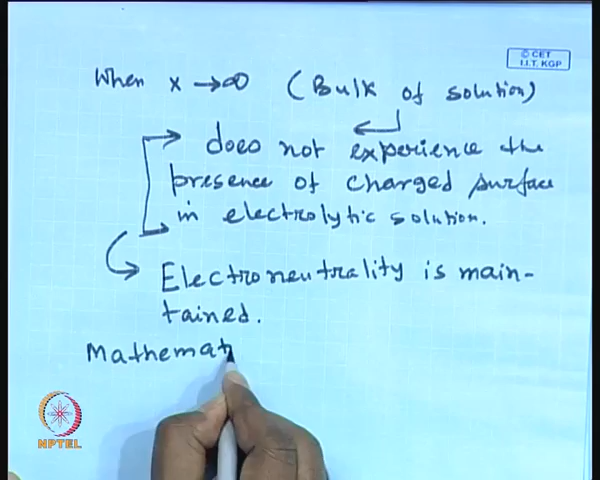 © CET
I.I.T. KGP
When x → ∞ (Bulk of solution)
does not experience the
presence of charged surface
in electrolytic solution.
Electroneutrality is main-
tained.
Mathemat
NPTEL